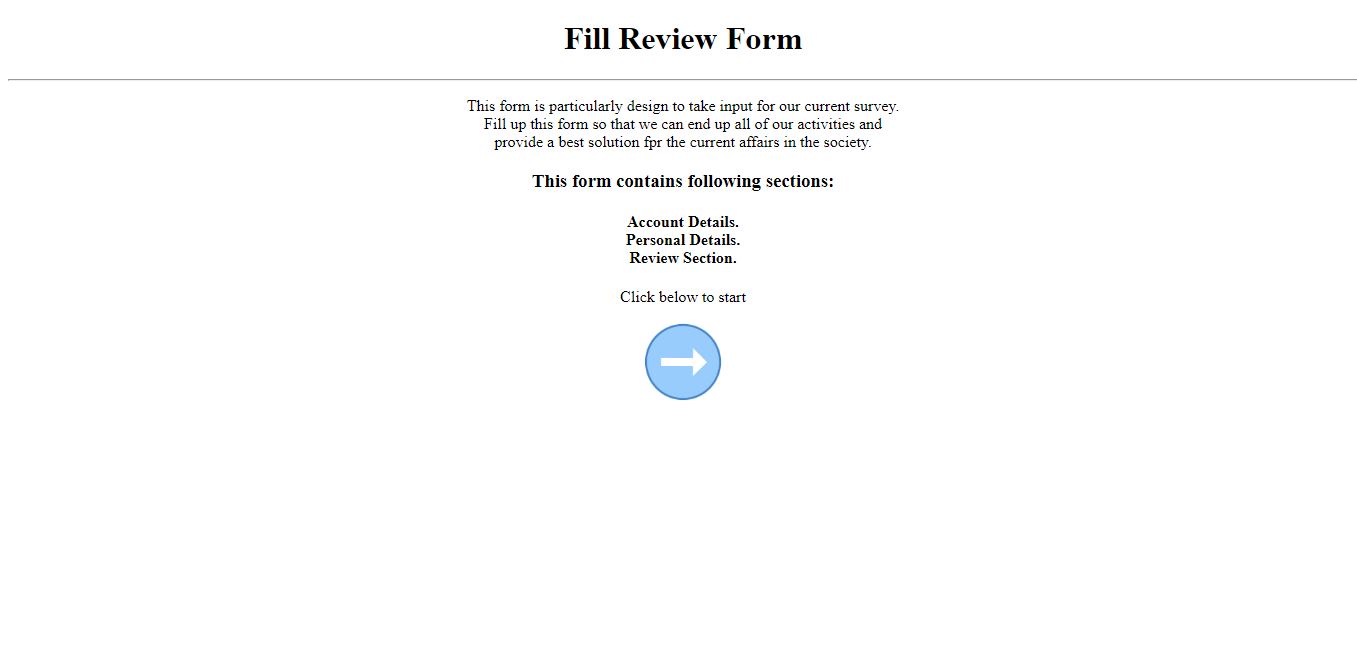 Fill Review Form
This form is particularly design to take input for our current survey.
Fill up this form so that we can end up all of our activities and
provide a best solution fpr the current affairs in the society.
This form contains following sections:
Account Details.
Personal Details.
Review Section.
Click below to start